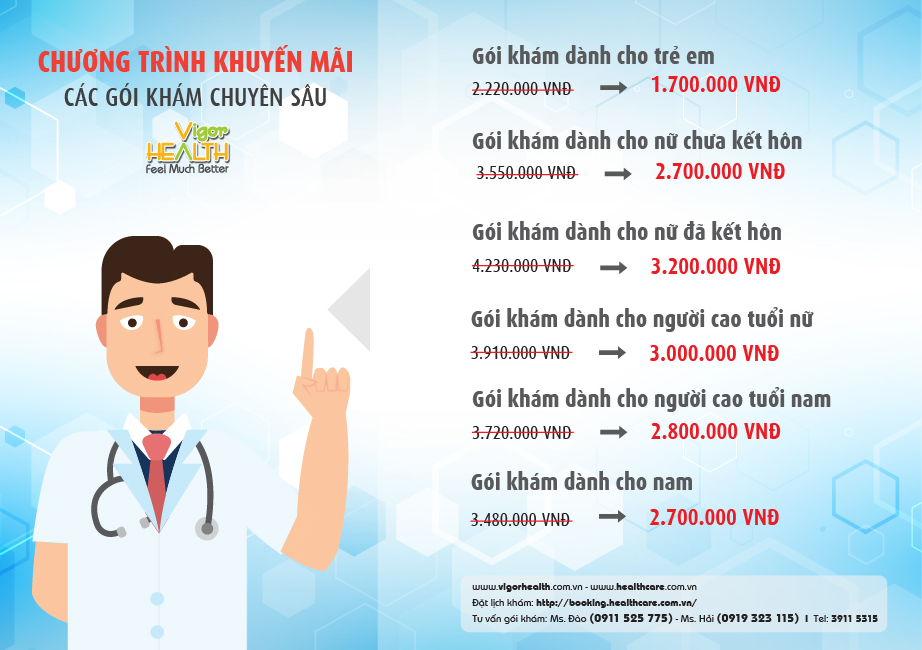 CHƯƠNG TRÌNH KHUYẾN MÃI
CÁC GÓI KHÁM CHUYÊN SÂU
Vigor
HEALTH
Feel Much Better
Gói khám dành cho trẻ em
2.220.000 VNĐ 1.700.000 VNĐ
Gói khám dành cho nữ chưa kết hôn
3.550.000 VNĐ 2.700.000 VNĐ
Gói khám dành cho nữ đã kết hôn
4.230.000 VNĐ 3.200.000 VNĐ
Gói khám dành cho người cao tuổi nữ
3.910.000 VNĐ 3.000.000 VNĐ
Gói khám dành cho người cao tuổi nam
3.720.000 VNĐ 2.800.000 VNĐ
Gói khám dành cho nam
3.480.000 VNĐ 2.700.000 VNĐ
www.vigorhealth.com.vn - www.healthcare.com.vn
Đặt lịch khám: http://booking.healthcare.com.vn/
Tư vấn gói khám: Ms. Đào (0911 525 775) - Ms. Hải (0919 323 115) I Tel: 3911 5315